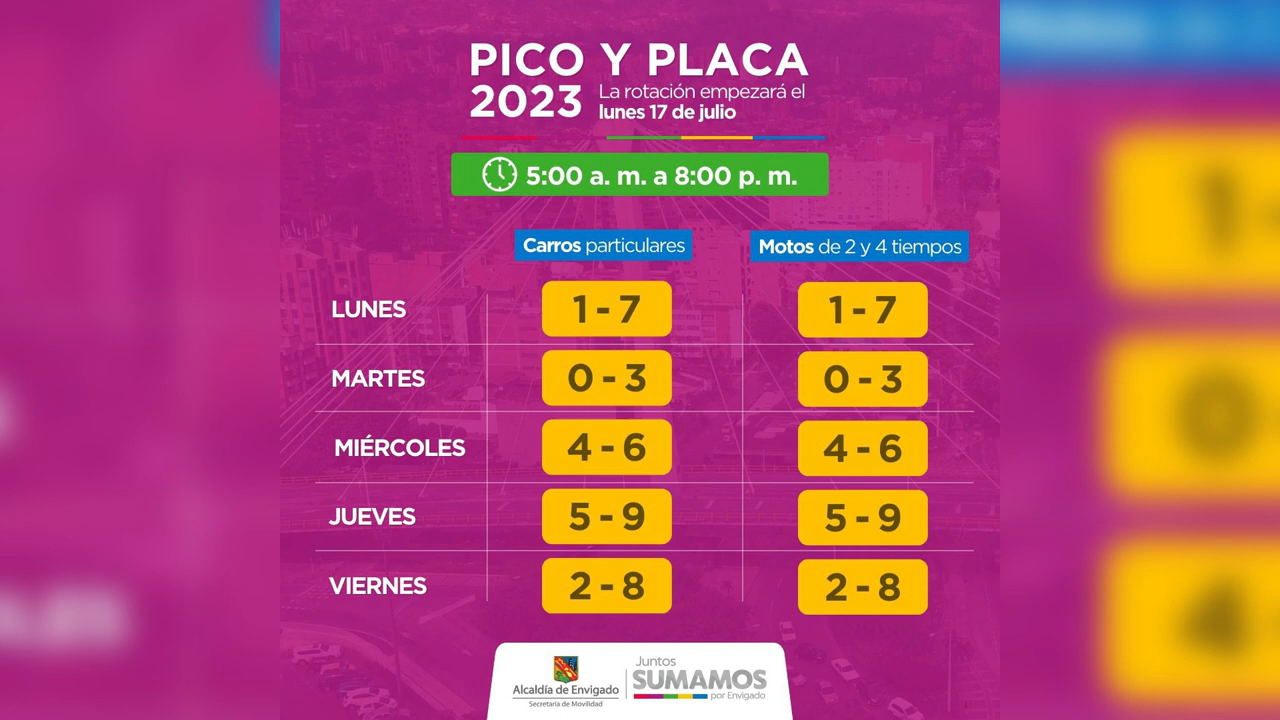 PICO Y PLACA
2023 La rotación empezará el
lunes 17 de julio
5:00 a. m. a 8:00 p. m.
Carros particulares Motos de 2 y 4 tiempos
LUNES 1 - 7 1 - 7
MARTES 0 - 3 0 - 3
MIÉRCOLES 4 - 6 4 - 6
JUEVES 5 - 9 5 - 9
VIERNES 2 - 8 2 - 8
Alcaldía de Envigado
Secretaría de Movilidad
Juntos
SUMAMOS
por Envigado